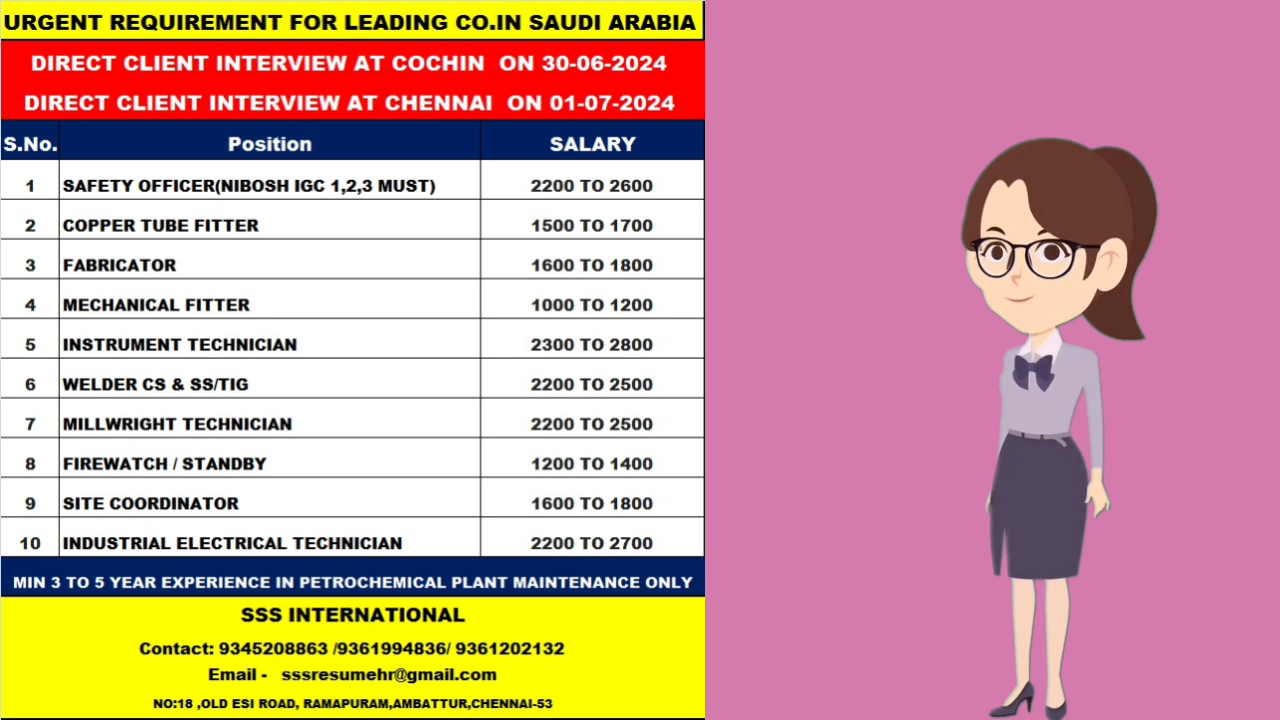 URGENT REQUIREMENT FOR LEADING CO.IN SAUDI ARABIA
DIRECT CLIENT INTERVIEW AT COCHIN ON 30-06-2024
DIRECT CLIENT INTERVIEW AT CHENNAI ON 01-07-2024
S.No. Position SALARY
1 SAFETY OFFICER(NIBOSH IGC 1,2,3 MUST) 2200 TO 2600
2 COPPER TUBE FITTER 1500 TO 1700
3 FABRICATOR 1600 TO 1800
4 MECHANICAL FITTER 1000 TO 1200
5 INSTRUMENT TECHNICIAN 2300 TO 2800
6 WELDER CS & SS/TIG 2200 TO 2500
7 MILLWRIGHT TECHNICIAN 2200 TO 2500
8 FIREWATCH / STANDBY 1200 TO 1400
9 SITE COORDINATOR 1600 TO 1800
10 INDUSTRIAL ELECTRICAL TECHNICIAN 2200 TO 2700
MIN 3 TO 5 YEAR EXPERIENCE IN PETROCHEMICAL PLANT MAINTENANCE ONLY
SSS INTERNATIONAL
Contact: 9345208863 /9361994836/ 9361202132
Email - sssresumehr@gmail.com
NO:18 ,OLD ESI ROAD, RAMAPURAM,AMBATTUR,CHENNAI-53